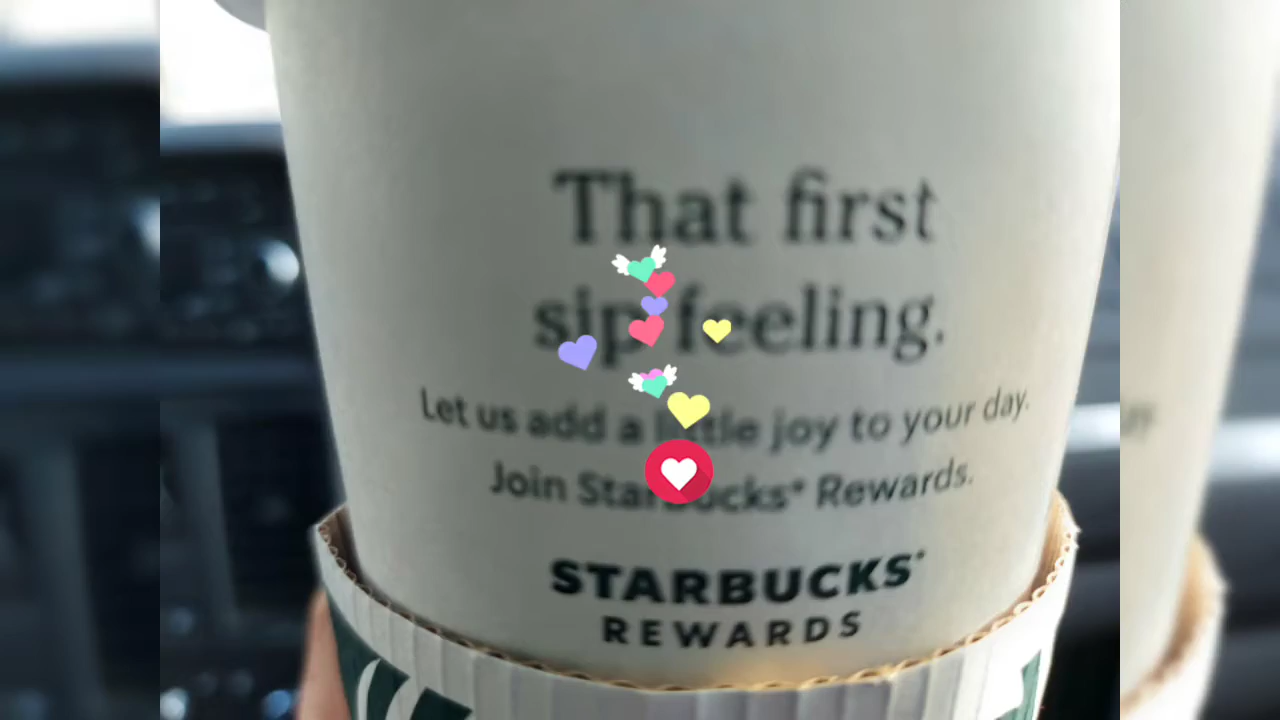 That first
sip feeling.
Let us add a little joy to your day.
Join Starbucks® Rewards.
STARBUCKS®
REWARDS